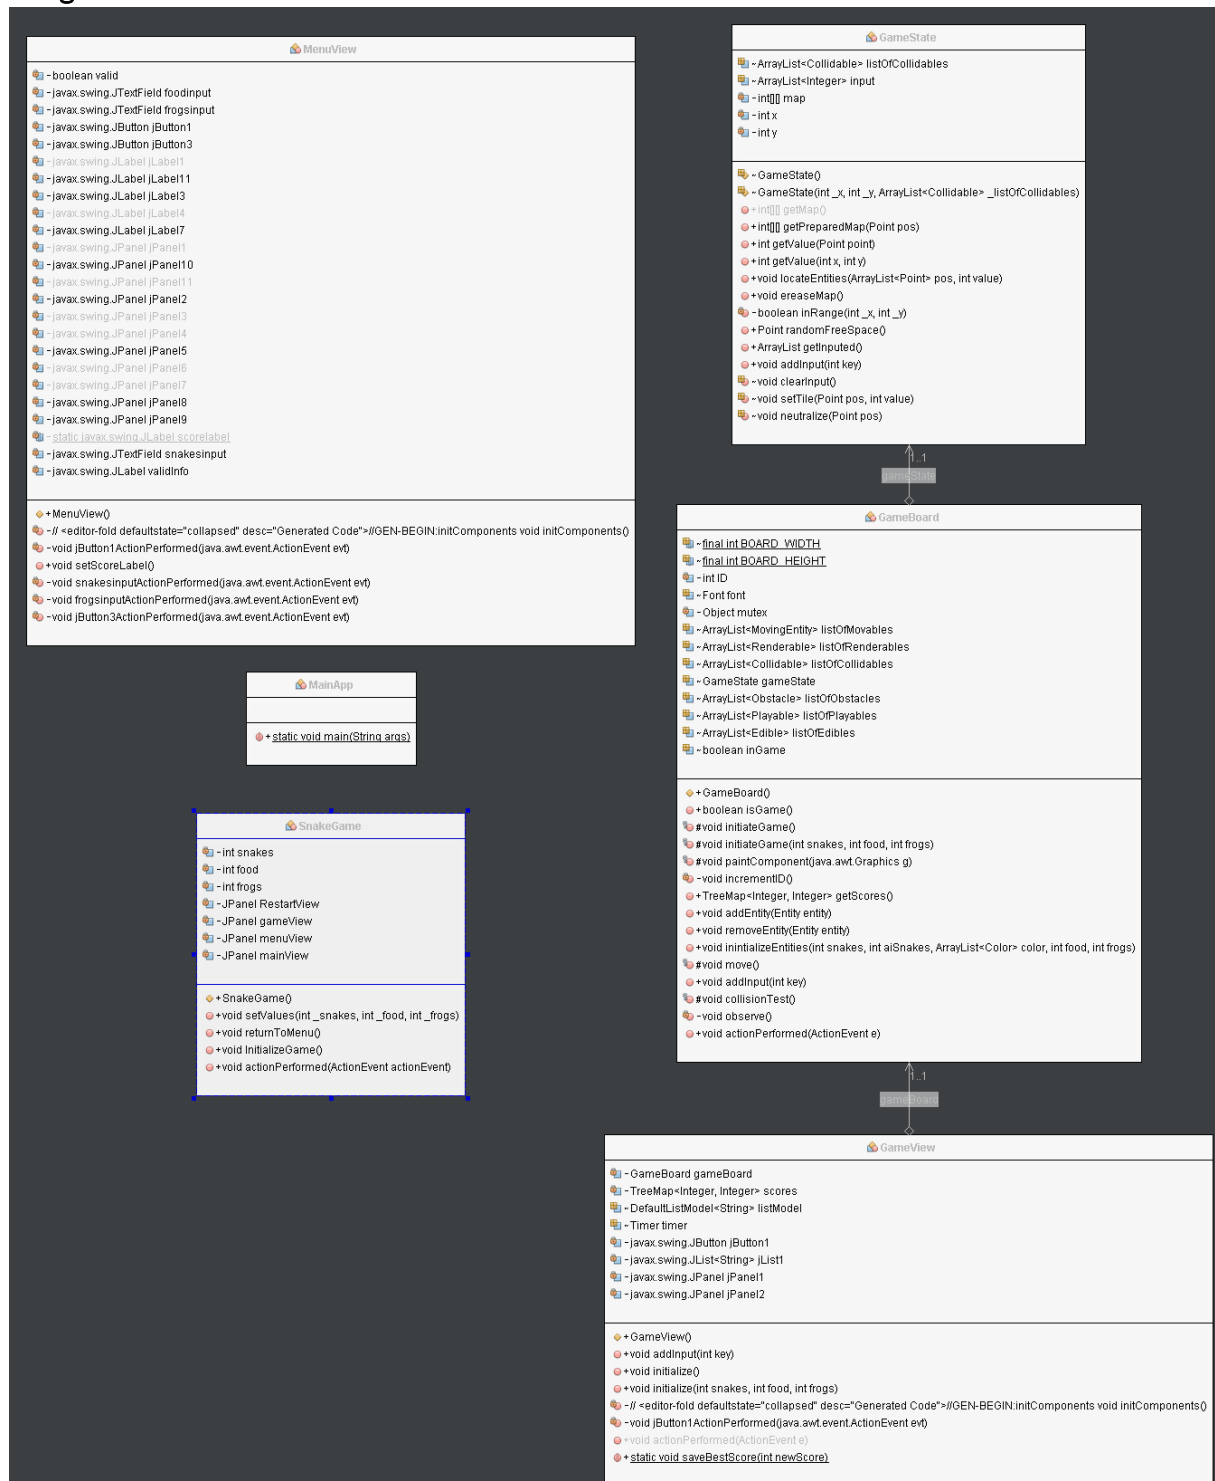 MenuView
- boolean valid
- javax.swing.JTextField foodinput
- javax.swing.JTextField frogsinput
- javax.swing.JButton jButton1
- javax.swing.JButton jButton3
- javax.swing.JLabel jLabel1
- javax.swing.JLabel jLabel11
- javax.swing.JLabel jLabel3
- javax.swing.JLabel jLabel4
- javax.swing.JLabel jLabel7
- javax.swing.JPanel jPanel1
- javax.swing.JPanel jPanel10
- javax.swing.JPanel jPanel11
- javax.swing.JPanel jPanel2
- javax.swing.JPanel jPanel3
- javax.swing.JPanel jPanel4
- javax.swing.JPanel jPanel5
- javax.swing.JPanel jPanel6
- javax.swing.JPanel jPanel7
- javax.swing.JPanel jPanel8
- javax.swing.JPanel jPanel9
- static javax.swing.JLabel scorelabel
- javax.swing.JTextField snakesinput
- javax.swing.JLabel validInfo
+ MenuView()
- // <editor-fold defaultstate="collapsed" desc="Generated Code">//GEN-BEGIN:initComponents void initComponents()
- void jButton1ActionPerformed(java.awt.event.ActionEvent evt)
+ void setScoreLabel()
- void snakesinputActionPerformed(java.awt.event.ActionEvent evt)
- void frogsinputActionPerformed(java.awt.event.ActionEvent evt)
- void jButton3ActionPerformed(java.awt.event.ActionEvent evt)
GameState
~ ArrayList<Collidable> listOfCollidables
~ ArrayList<Integer> input
- int[][] map
- int x
- int y
~ GameState()
~ GameState(int _x, int _y, ArrayList<Collidable> _listOfCollidables)
+ int[][] getMap()
+ int[][] getPreparedMap(Point pos)
+ int getValue(Point point)
+ int getValue(int x, int y)
+ void locateEntities(ArrayList<Point> pos, int value)
+ void ereaseMap()
- boolean inRange(int _x, int _y)
+ Point randomFreeSpace()
+ ArrayList getInputed()
+ void addInput(int key)
~ void clearInput()
~ void setTile(Point pos, int value)
~ void neutralize(Point pos)
1..1
gameState
MainApp
+ static void main(String args)
SnakeGame
- int snakes
- int food
- int frogs
- JPanel RestartView
- JPanel gameView
- JPanel menuView
- JPanel mainView
+ SnakeGame()
+ void setValues(int _snakes, int _food, int _frogs)
+ void returnToMenu()
+ void InitializeGame()
+ void actionPerformed(ActionEvent actionEvent)
GameBoard
~ final int BOARD_WIDTH
~ final int BOARD_HEIGHT
- int ID
~ Font font
- Object mutex
~ ArrayList<MovingEntity> listOfMovables
~ ArrayList<Renderable> listOfRenderables
~ ArrayList<Collidable> listOfCollidables
~ GameState gameState
~ ArrayList<Obstacle> listOfObstacles
~ ArrayList<Playable> listOfPlayables
~ ArrayList<Edible> listOfEdibles
~ boolean inGame
+ GameBoard()
+ boolean isGame()
# void initiateGame()
# void initiateGame(int snakes, int food, int frogs)
# void paintComponent(java.awt.Graphics g)
- void incrementID()
+ TreeMap<Integer, Integer> getScores()
+ void addEntity(Entity entity)
+ void removeEntity(Entity entity)
+ void inintializeEntities(int snakes, int aiSnakes, ArrayList<Color> color, int food, int frogs)
# void move()
+ void addInput(int key)
# void collisionTest()
- void observe()
+ void actionPerformed(ActionEvent e)
1..1
gameBoard
GameView
- GameBoard gameBoard
- TreeMap<Integer, Integer> scores
~ DefaultListModel<String> listModel
~ Timer timer
- javax.swing.JButton jButton1
- javax.swing.JList<String> jList1
- javax.swing.JPanel jPanel1
- javax.swing.JPanel jPanel2
+ GameView()
+ void addInput(int key)
+ void initialize()
+ void initialize(int snakes, int food, int frogs)
- // <editor-fold defaultstate="collapsed" desc="Generated Code">//GEN-BEGIN:initComponents void initComponents()
- void jButton1ActionPerformed(java.awt.event.ActionEvent evt)
+ void actionPerformed(ActionEvent e)
+ static void saveBestScore(int newScore)